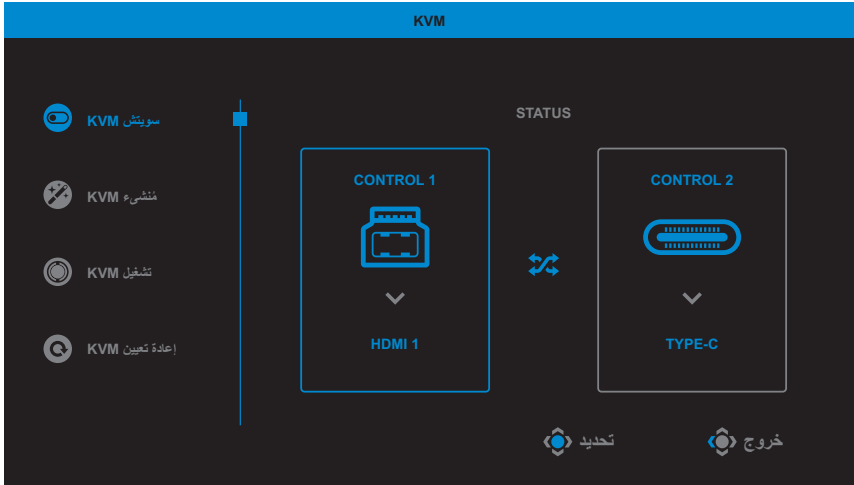 KVM
سويتش KVM
مُنشىء KVM
تشغيل KVM
إعادة تعيين KVM
STATUS
CONTROL 1
HDMI 1
CONTROL 2
TYPE-C
تحديد
خروج